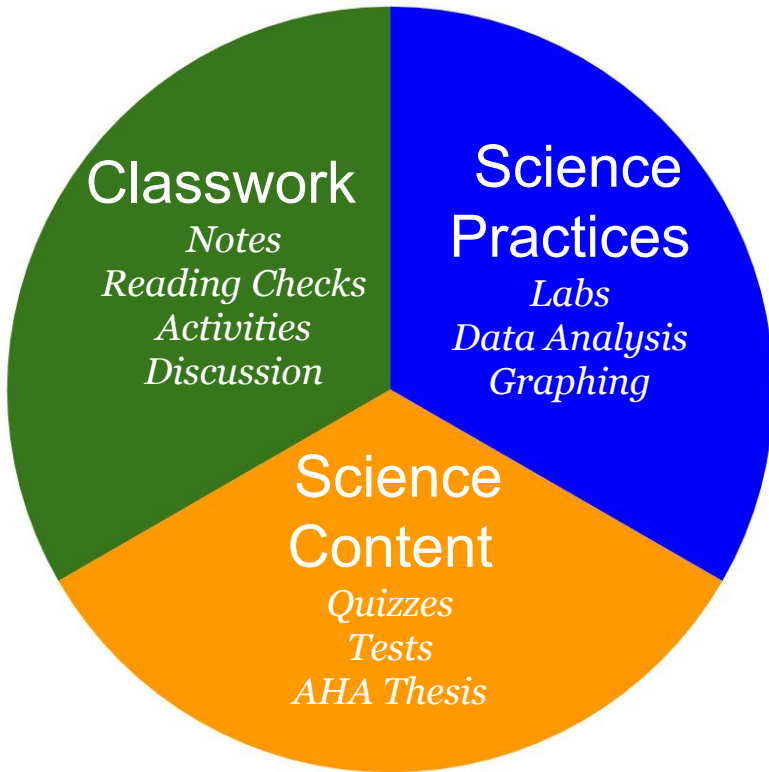 Classwork
Notes
Reading Checks
Activities
Discussion
Science
Practices
Labs
Data Analysis
Graphing
Science
Content
Quizzes
Tests
AHA Thesis